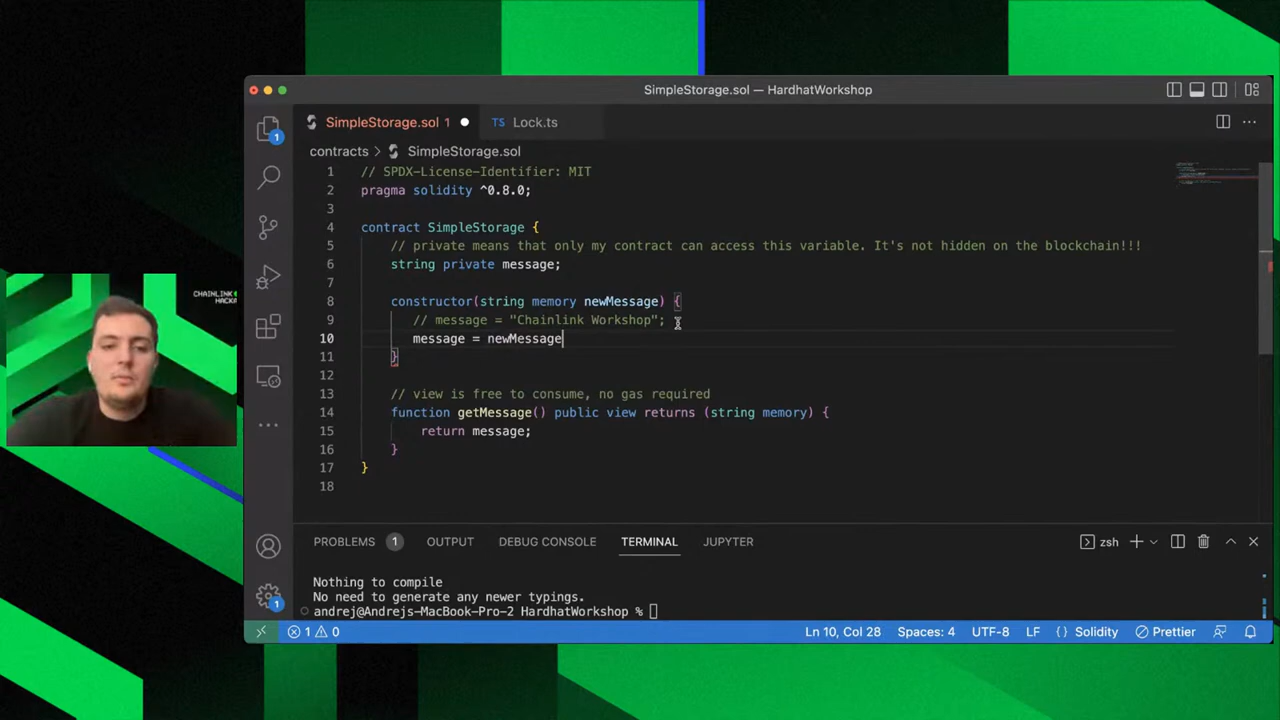 SimpleStorage.sol — HardhatWorkshop
SimpleStorage.sol 1
TS Lock.ts
contracts > SimpleStorage.sol
1 // SPDX-License-Identifier: MIT
2 pragma solidity ^0.8.0;
3
4 contract SimpleStorage {
5 // private means that only my contract can access this variable. It's not hidden on the blockchain!!!
6 string private message;
7
8 constructor(string memory newMessage) {
9 // message = "Chainlink Workshop";
10 message = newMessage
11 }
12
13 // view is free to consume, no gas required
14 function getMessage() public view returns (string memory) {
15 return message;
16 }
17 }
18
1
CHAINLINK
HACKA
PROBLEMS 1 OUTPUT DEBUG CONSOLE TERMINAL JUPYTER
zsh
Nothing to compile
No need to generate any newer typings.
andrej@Andrejs-MacBook-Pro-2 HardhatWorkshop %
1
1 0
Ln 10, Col 28 Spaces: 4 UTF-8 LF {} Solidity Prettier